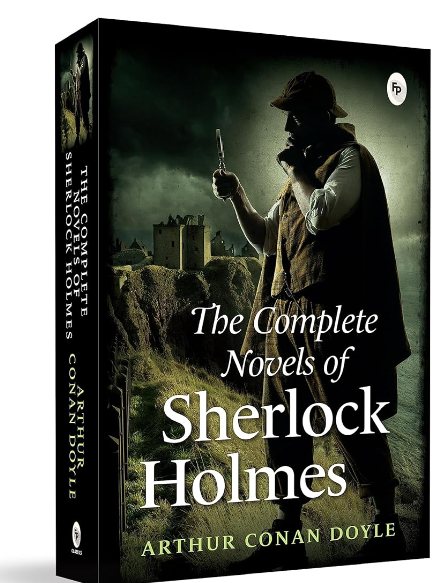 FP
The Complete
Novels of
Sherlock
Holmes
ARTHUR CONAN DOYLE
THE COMPLETE
NOVELS OF
SHERLOCK HOLMES
ARTHUR
CONAN DOYLE
FP